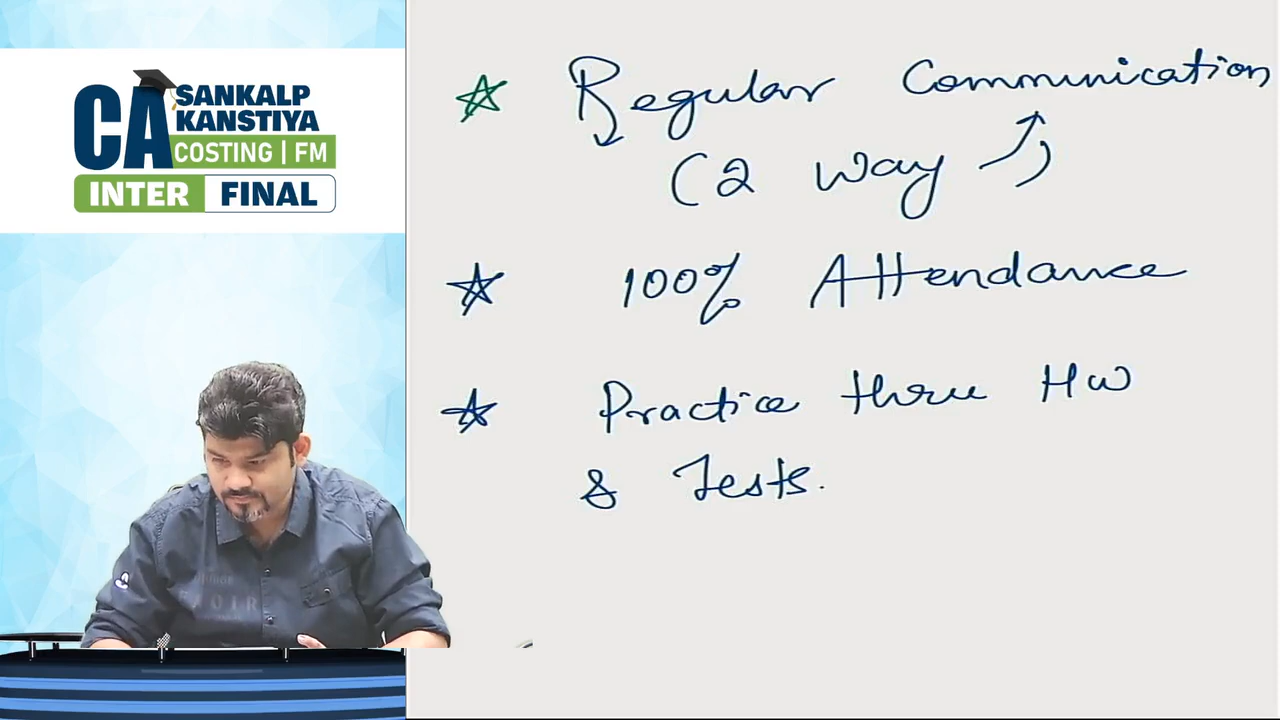 CA SANKALP
KANSTIYA
COSTING | FM
INTER FINAL
☆ Regular Communication
(2 way)
☆ 100% Attendance
☆ Practice thru HW
& Tests.